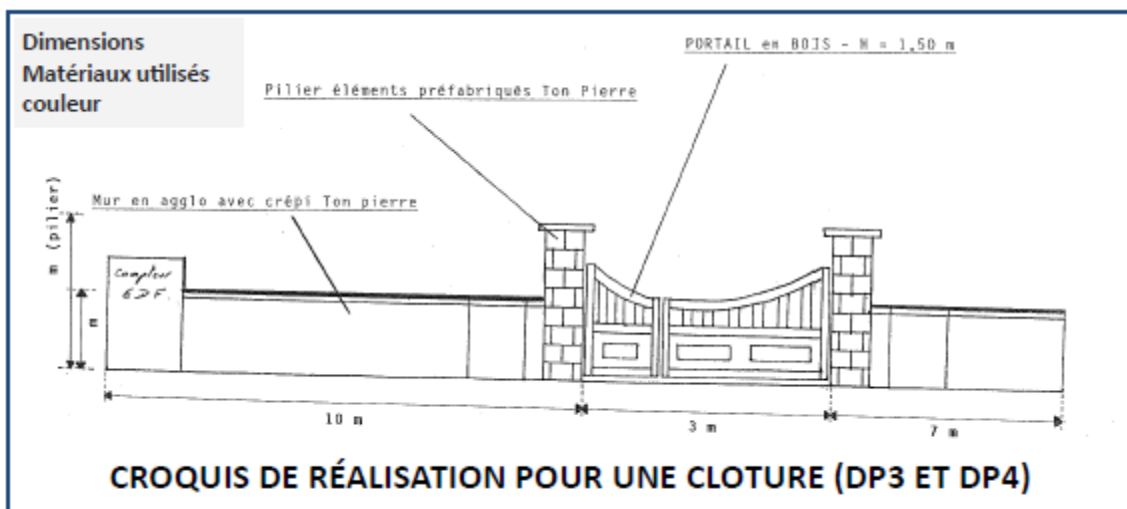 Dimensions
Matériaux utilisés
couleur
PORTAIL en BOIS - H = 1,50 m
Pilier éléments préfabriqués Ton Pierre
Mur en agglo avec crépi Ton pierre
m (pilier)
m
Compteur
EDF.
10 m
3 m
7 m
CROQUIS DE RÉALISATION POUR UNE CLOTURE (DP3 ET DP4)